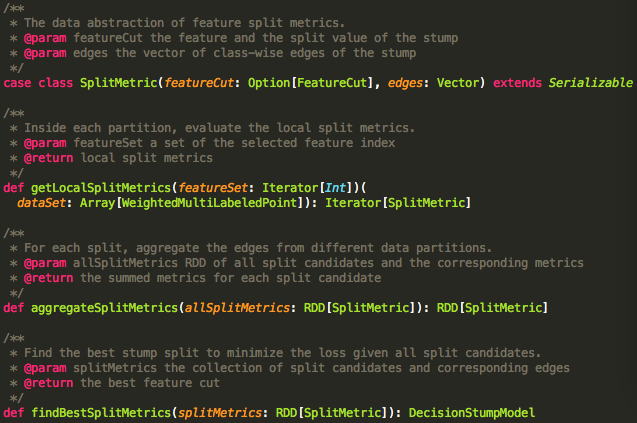 /**
 * The data abstraction of feature split metrics.
 * @param featureCut the feature and the split value of the stump
 * @param edges the vector of class-wise edges of the stump
 */
case class SplitMetric(featureCut: Option[FeatureCut], edges: Vector) extends Serializable
/**
 * Inside each partition, evaluate the local split metrics.
 * @param featureSet a set of the selected feature index
 * @return local split metrics
 */
def getLocalSplitMetrics(featureSet: Iterator[Int])(
  dataSet: Array[WeightedMultiLabeledPoint]): Iterator[SplitMetric]
/**
 * For each split, aggregate the edges from different data partitions.
 * @param allSplitMetrics RDD of all split candidates and the corresponding metrics
 * @return the summed metrics for each split candidate
 */
def aggregateSplitMetrics(allSplitMetrics: RDD[SplitMetric]): RDD[SplitMetric]
/**
 * Find the best stump split to minimize the loss given all split candidates.
 * @param splitMetrics the collection of split candidates and corresponding edges
 * @return the best feature cut
 */
def findBestSplitMetrics(splitMetrics: RDD[SplitMetric]): DecisionStumpModel